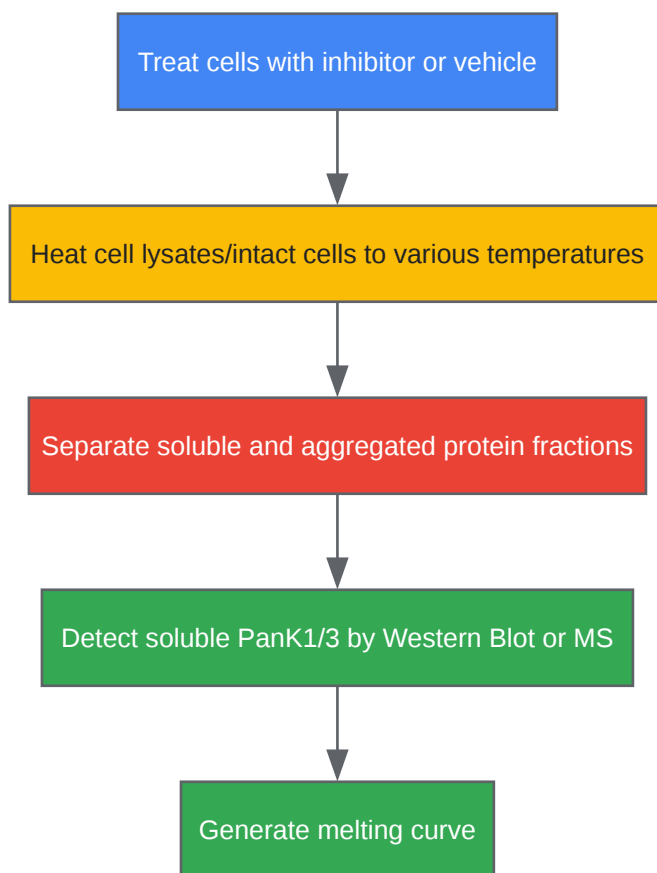 Treat cells with inhibitor or vehicle
Heat cell lysates/intact cells to various temperatures
Separate soluble and aggregated protein fractions
Detect soluble PanK1/3 by Western Blot or MS
Generate melting curve